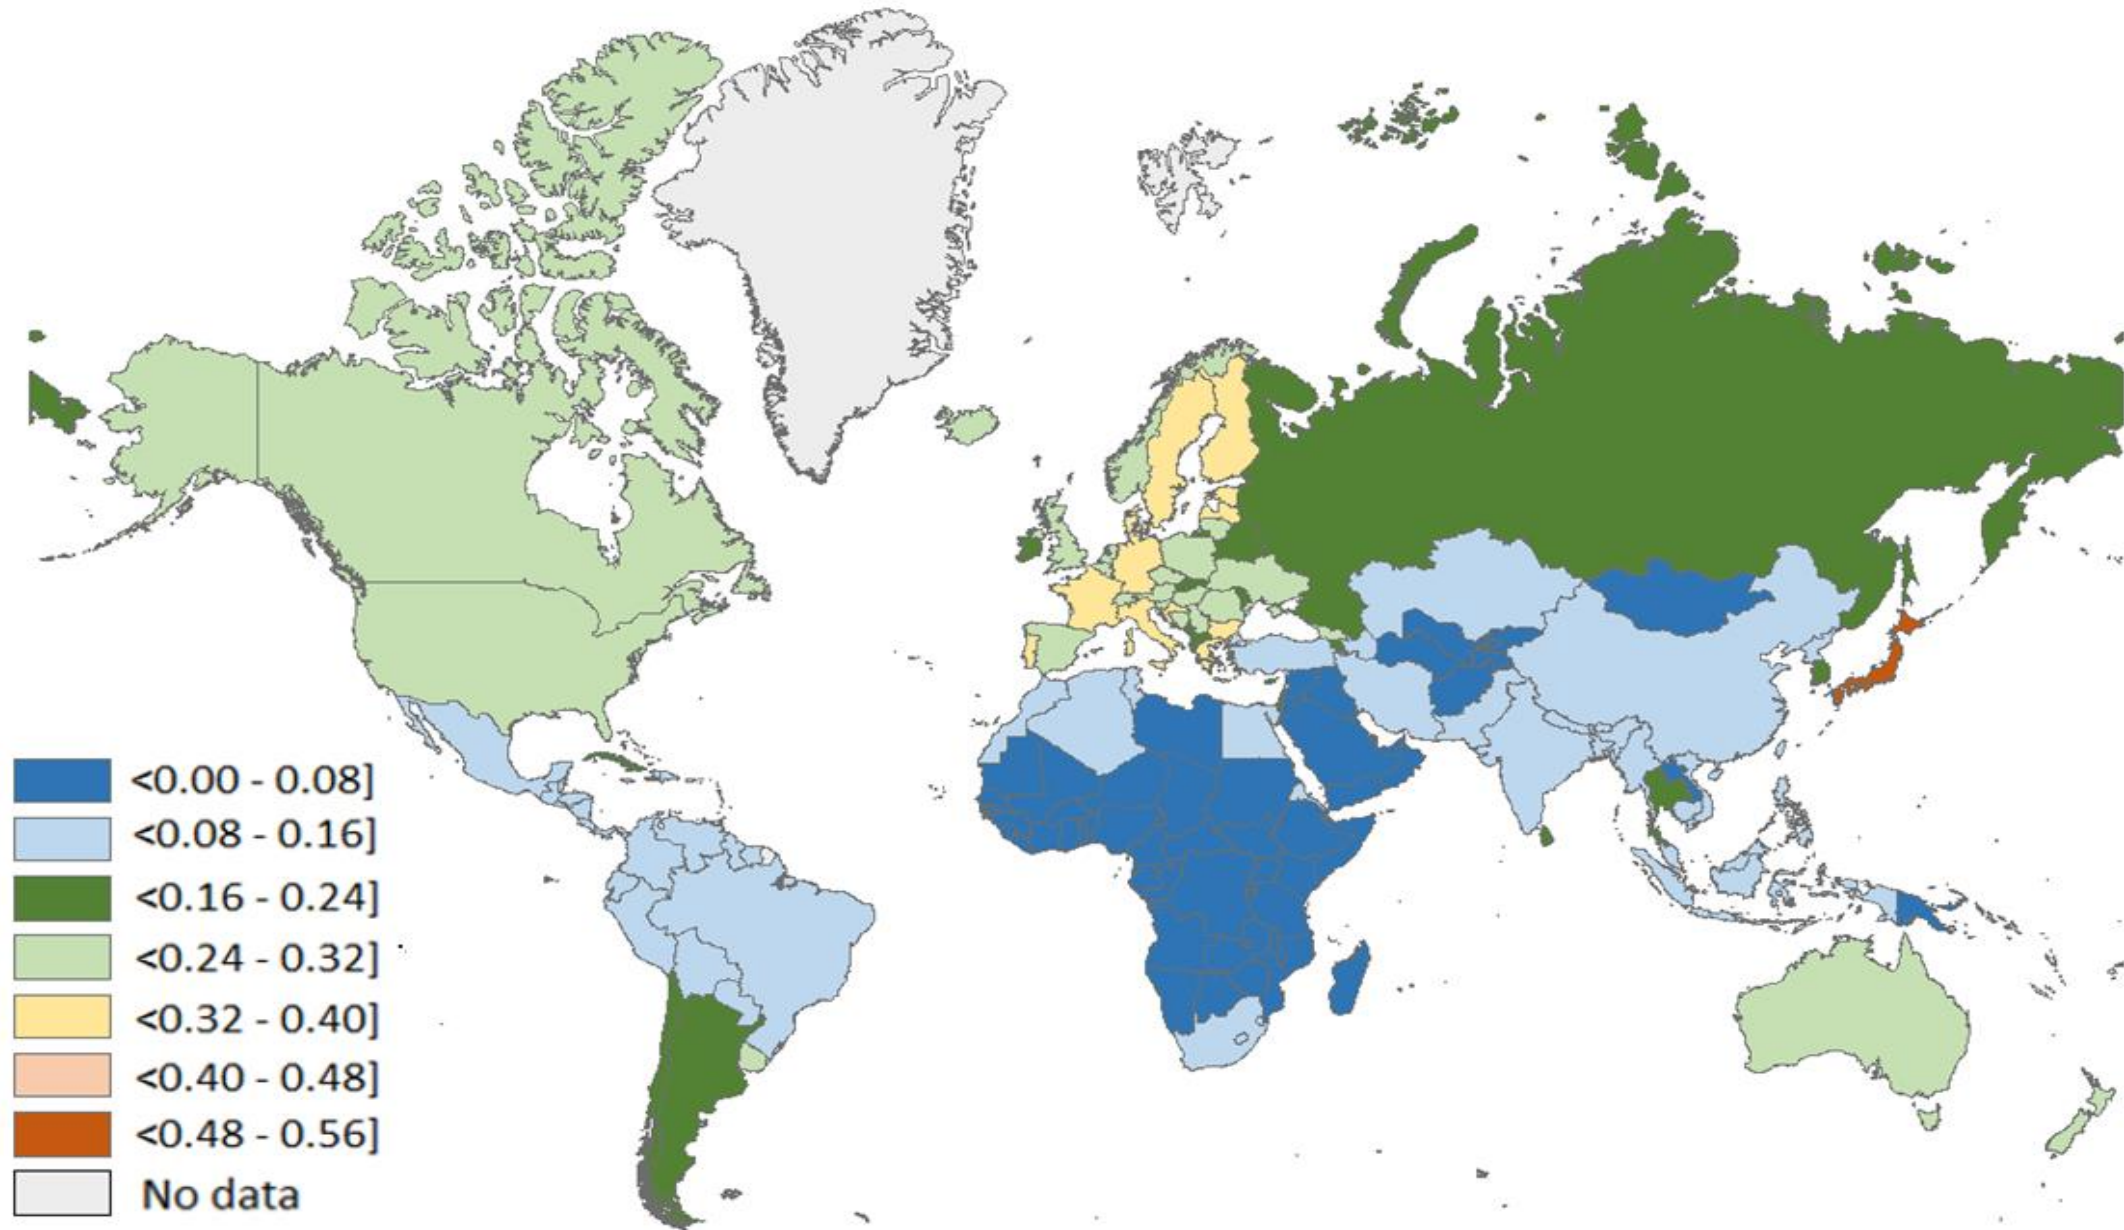 <0.00 - 0.08]
<0.08 - 0.16]
<0.16 - 0.24]
<0.24 - 0.32]
<0.32 - 0.40]
<0.40 - 0.48]
<0.48 - 0.56]
No data